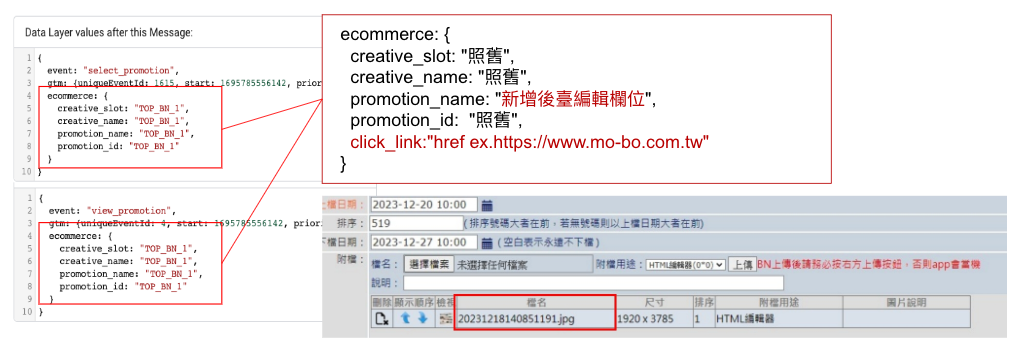 Data Layer values after this Message:
1 {
2 event: "select_promotion",
3 gtm: {uniqueEventId: 1615, start: 1695785556142, prior
4 ecommerce: {
5 creative_slot: "TOP_BN_1",
6 creative_name: "TOP_BN_1",
7 promotion_name: "TOP_BN_1",
8 promotion_id: "TOP_BN_1"
9 }
10 }
1 {
2 event: "view_promotion",
3 gtm: {uniqueEventId: 4, start: 1695785556142, prior
4 ecommerce: {
5 creative_slot: "TOP_BN_1",
6 creative_name: "TOP_BN_1",
7 promotion_name: "TOP_BN_1",
8 promotion_id: "TOP_BN_1"
9 }
10 }
ecommerce: {
creative_slot: "照舊",
creative_name: "照舊",
promotion_name: "新增後臺編輯欄位",
promotion_id: "照舊",
click_link:"href ex.https://www.mo-bo.com.tw"
}
上檔日期： 2023-12-20 10:00
排序： 519 (排序號碼大者在前，若無號碼則以上檔日期大者在前)
下檔日期： 2023-12-27 10:00 (空白表示永遠不下檔)
附檔： 檔名： 選擇檔案 未選擇任何檔案 附檔用途： HTML編輯器(0*0) 上傳 BN上傳後請務必按右方上傳按鈕，否則app會當機
說明：
刪除 顯示順序 檢視 檔名 尺寸 排序 附檔用途 圖片說明
20231218140851191.jpg 1920 x 3785 1 HTML編輯器